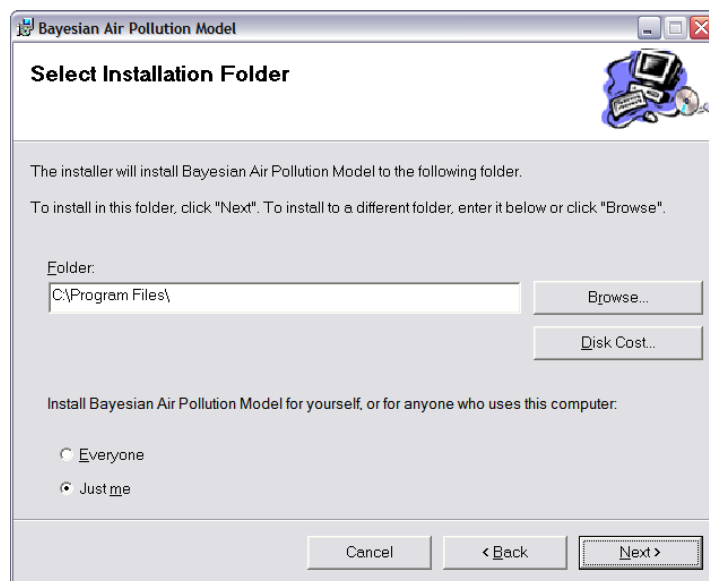 Bayesian Air Pollution Model
Select Installation Folder
The installer will install Bayesian Air Pollution Model to the following folder.
To install in this folder, click "Next". To install to a different folder, enter it below or click "Browse".
Folder:
C:\Program Files\
Browse...
Disk Cost...
Install Bayesian Air Pollution Model for yourself, or for anyone who uses this computer:
Everyone
Just me
Cancel
< Back
Next >